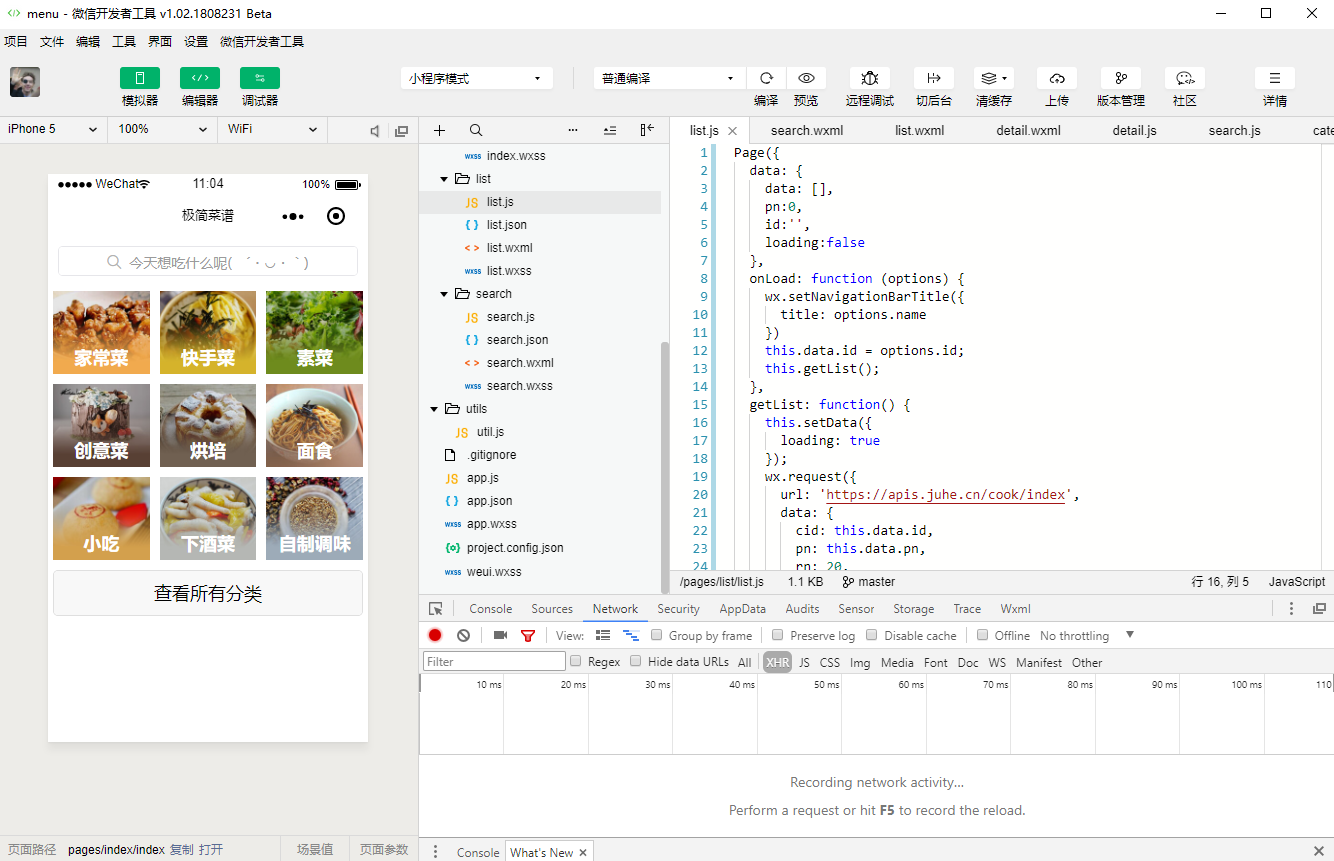 menu - 微信开发者工具 v1.02.1808231 Beta
项目 文件 编辑 工具 界面 设置 微信开发者工具
模拟器 编辑器 调试器
小程序模式
普通编译
编译 预览 远程调试 切后台 清缓存 上传 版本管理 社区 详情
iPhone 5 100% WiFi
WeChat 11:04 100%
极简菜谱
今天想吃什么呢( ´・◡・`)
家常菜 快手菜 素菜
创意菜 烘培 面食
小吃 下酒菜 自制调味
查看所有分类
页面路径 pages/index/index 复制 打开 场景值 页面参数
index.wxss
list
JS list.js
{ } list.json
< > list.wxml
wxss list.wxss
search
JS search.js
{ } search.json
< > search.wxml
wxss search.wxss
utils
JS util.js
.gitignore
JS app.js
{ } app.json
wxss app.wxss
{o} project.config.json
wxss weui.wxss
list.js search.wxml list.wxml detail.wxml detail.js search.js cate
1 Page({
2 data: {
3 data: [],
4 pn:0,
5 id:'',
6 loading:false
7 },
8 onLoad: function (options) {
9 wx.setNavigationBarTitle({
10 title: options.name
11 })
12 this.data.id = options.id;
13 this.getList();
14 },
15 getList: function() {
16 this.setData({
17 loading: true
18 });
19 wx.request({
20 url: 'https://apis.juhe.cn/cook/index',
21 data: {
22 cid: this.data.id,
23 pn: this.data.pn,
24 rn: 20,
/pages/list/list.js 1.1 KB master 行 16, 列 5 JavaScript
Console Sources Network Security AppData Audits Sensor Storage Trace Wxml
View: Group by frame Preserve log Disable cache Offline No throttling
Filter Regex Hide data URLs All XHR JS CSS Img Media Font Doc WS Manifest Other
10 ms 20 ms 30 ms 40 ms 50 ms 60 ms 70 ms 80 ms 90 ms 100 ms 110
Recording network activity…
Perform a request or hit F5 to record the reload.
Console What's New